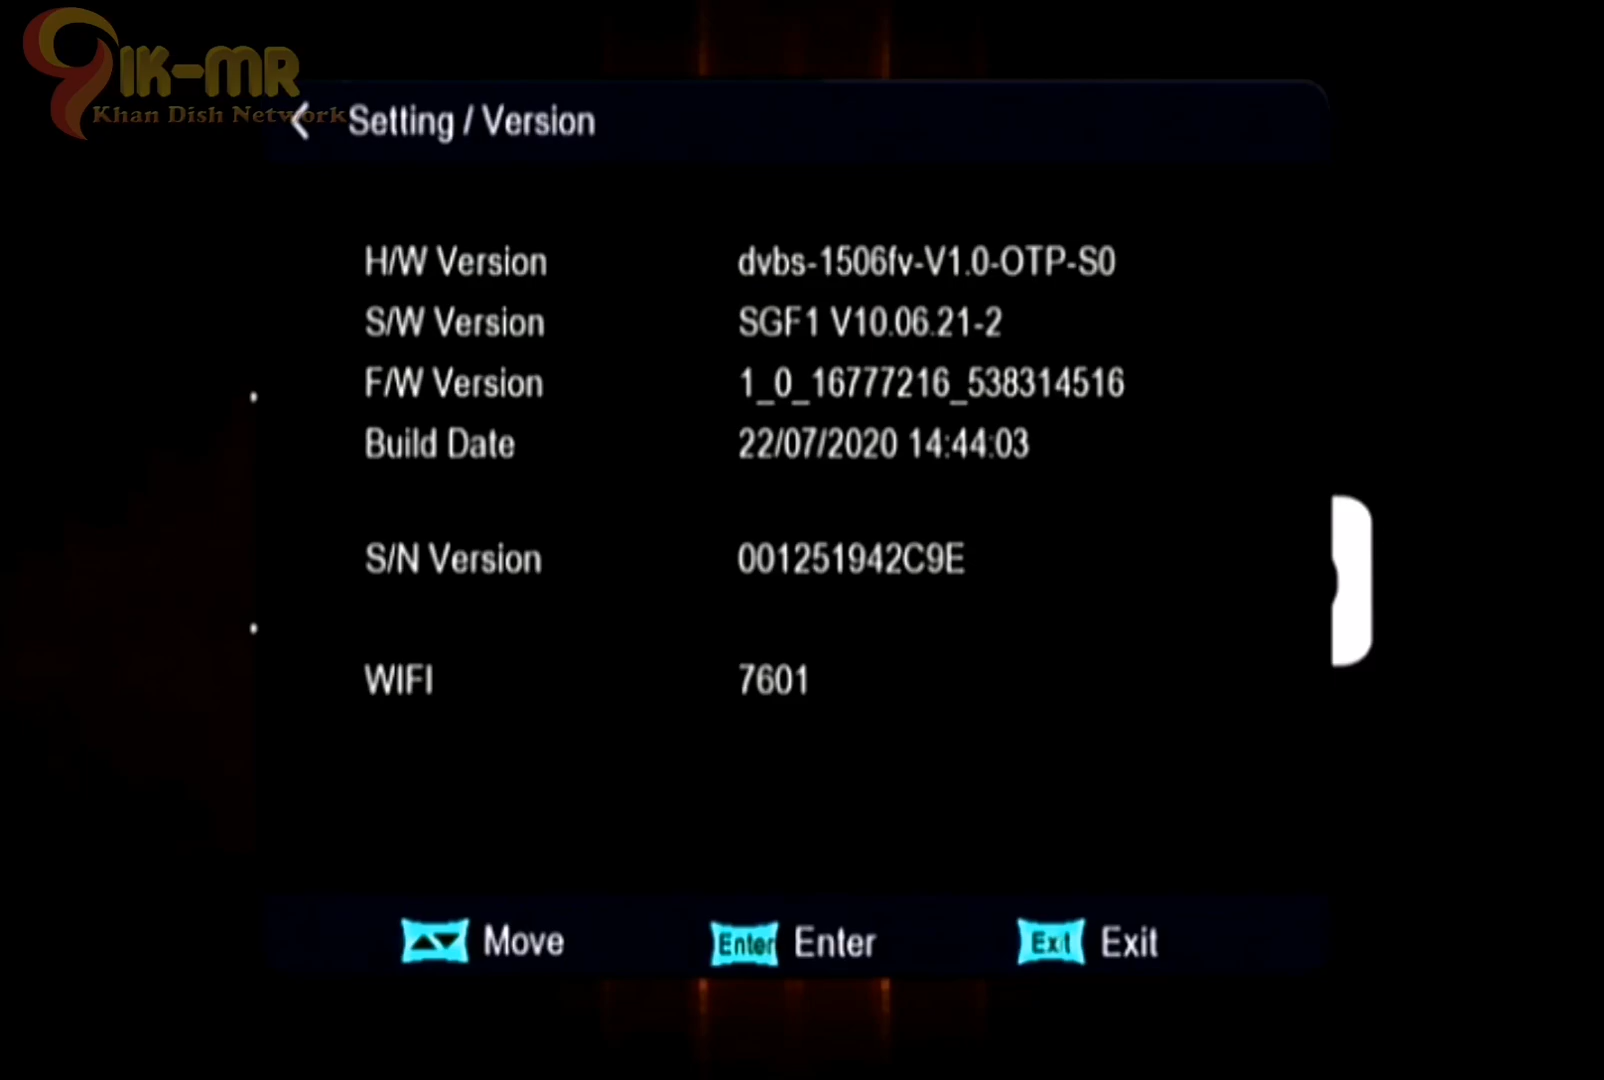 IK-MR
Khan Dish Network
Setting / Version
H/W Version dvbs-1506fv-V1.0-OTP-S0
S/W Version SGF1 V10.06.21-2
F/W Version 1_0_16777216_538314516
Build Date 22/07/2020 14:44:03
S/N Version 001251942C9E
WIFI 7601
Move Enter Enter Exit Exit